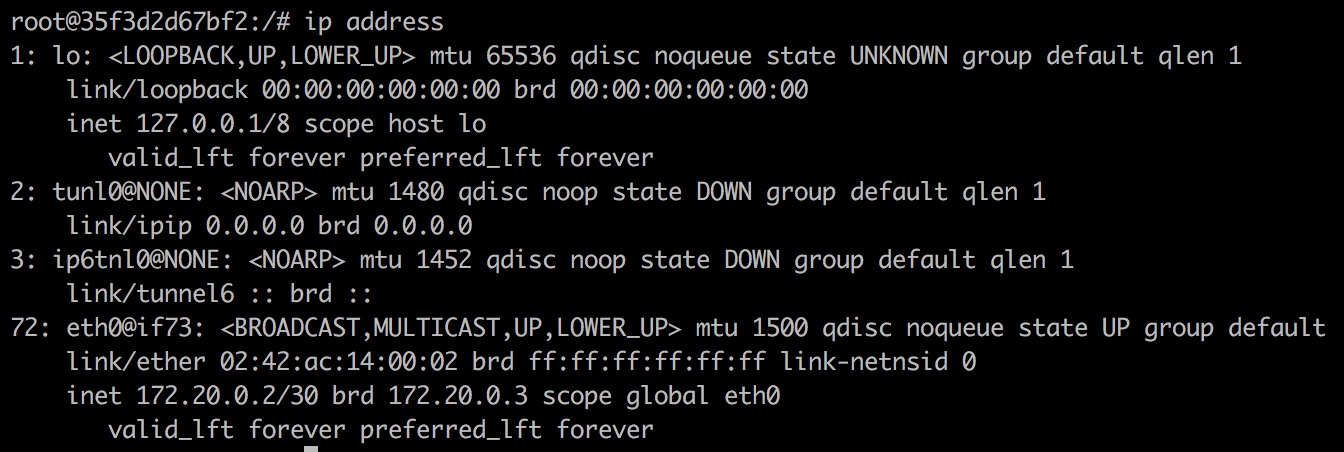 root@35f3d2d67bf2:/# ip address
1: lo: <LOOPBACK,UP,LOWER_UP> mtu 65536 qdisc noqueue state UNKNOWN group default qlen 1
    link/loopback 00:00:00:00:00:00 brd 00:00:00:00:00:00
    inet 127.0.0.1/8 scope host lo
       valid_lft forever preferred_lft forever
2: tunl0@NONE: <NOARP> mtu 1480 qdisc noop state DOWN group default qlen 1
    link/ipip 0.0.0.0 brd 0.0.0.0
3: ip6tnl0@NONE: <NOARP> mtu 1452 qdisc noop state DOWN group default qlen 1
    link/tunnel6 :: brd ::
72: eth0@if73: <BROADCAST,MULTICAST,UP,LOWER_UP> mtu 1500 qdisc noqueue state UP group default
    link/ether 02:42:ac:14:00:02 brd ff:ff:ff:ff:ff:ff link-netnsid 0
    inet 172.20.0.2/30 brd 172.20.0.3 scope global eth0
       valid_lft forever preferred_lft forever